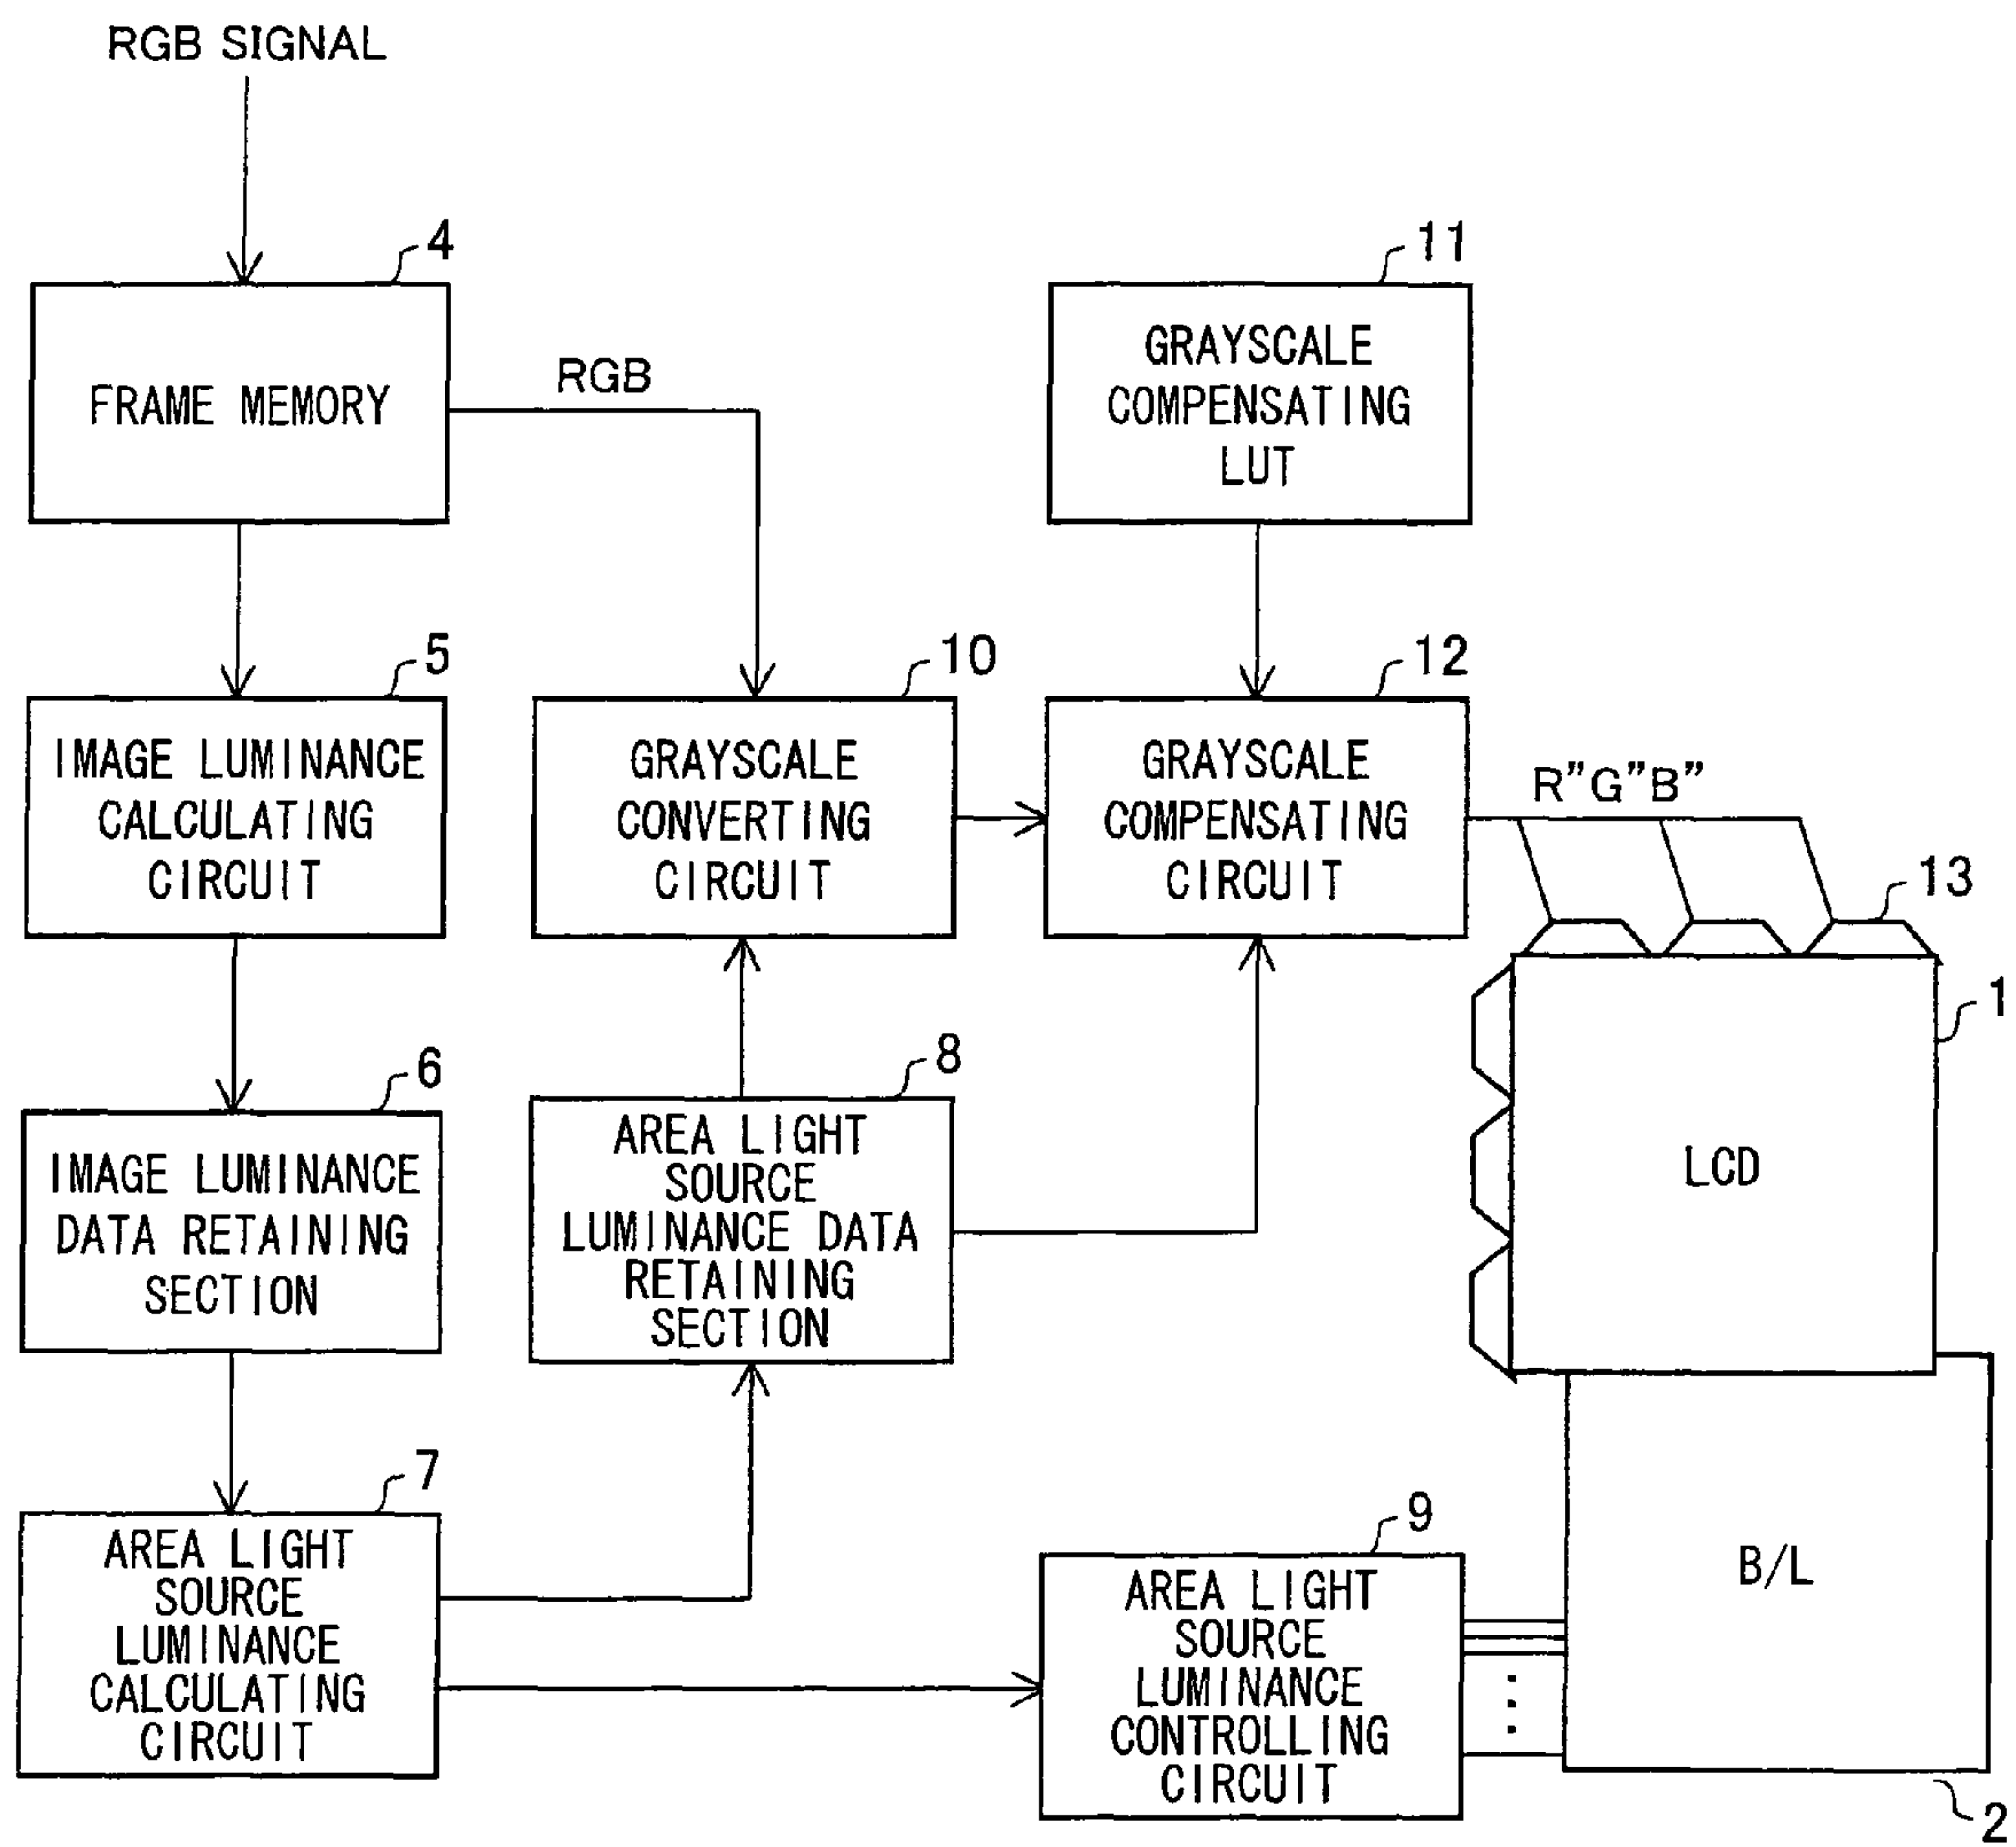 RGB SIGNAL
4
FRAME MEMORY
RGB
11
GRAYSCALE
COMPENSATING
LUT
5
IMAGE LUMINANCE
CALCULATING
CIRCUIT
10
GRAYSCALE
CONVERTING
CIRCUIT
12
GRAYSCALE
COMPENSATING
CIRCUIT
R”G”B”
13
1
LCD
6
IMAGE LUMINANCE
DATA RETAINING
SECTION
8
AREA LIGHT
SOURCE
LUMINANCE DATA
RETAINING
SECTION
7
AREA LIGHT
SOURCE
LUMINANCE
CALCULATING
CIRCUIT
9
AREA LIGHT
SOURCE
LUMINANCE
CONTROLLING
CIRCUIT
B/L
2